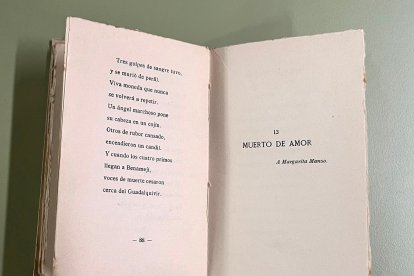 Tres golpes de sangre tuvo,
y se murió de perfil.
Viva moneda que nunca
se volverá a repetir.
Un ángel marchoso pone
su cabeza en un cojín.
Otros de rubor cansado,
encendieron un candil.
Y cuando los cuatro primos
llegan a Benamejí,
voces de muerte cesaron
cerca del Guadalquivir.
— 88 —
13
MUERTO DE AMOR
A Margarita Manso.